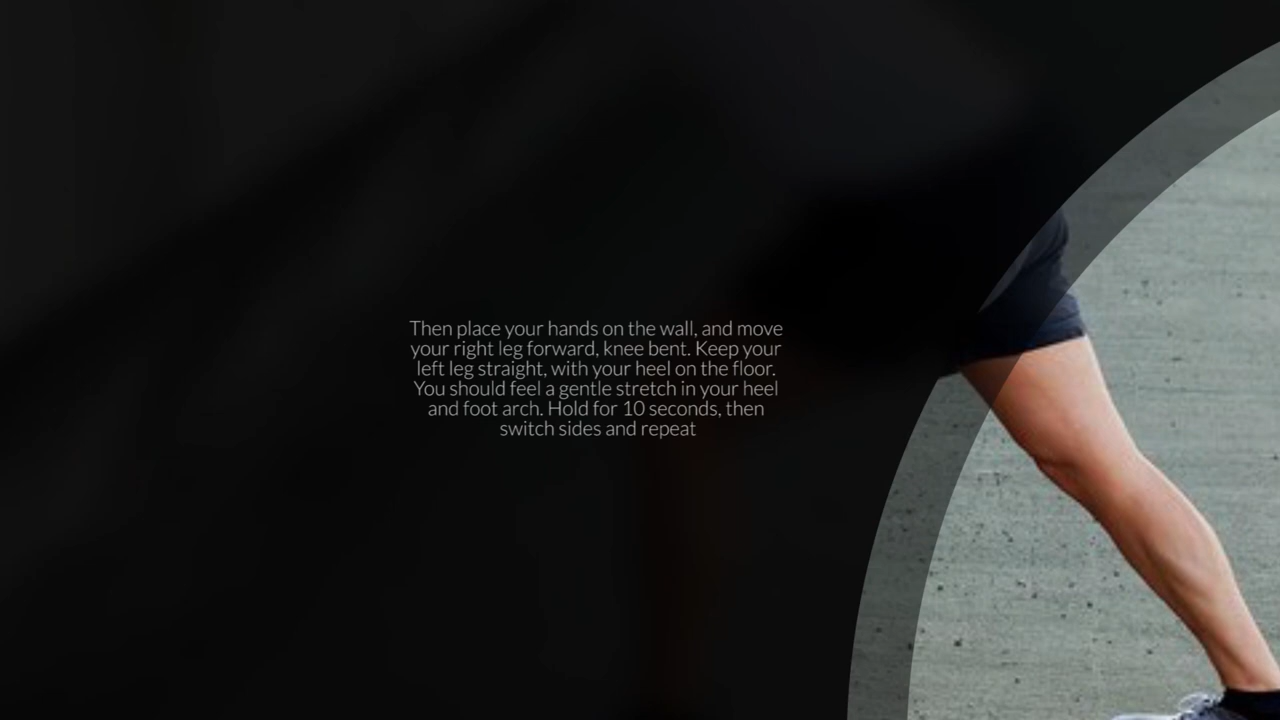 Then place your hands on the wall, and move
your right leg forward, knee bent. Keep your
left leg straight, with your heel on the floor.
You should feel a gentle stretch in your heel
and foot arch. Hold for 10 seconds, then
switch sides and repeat